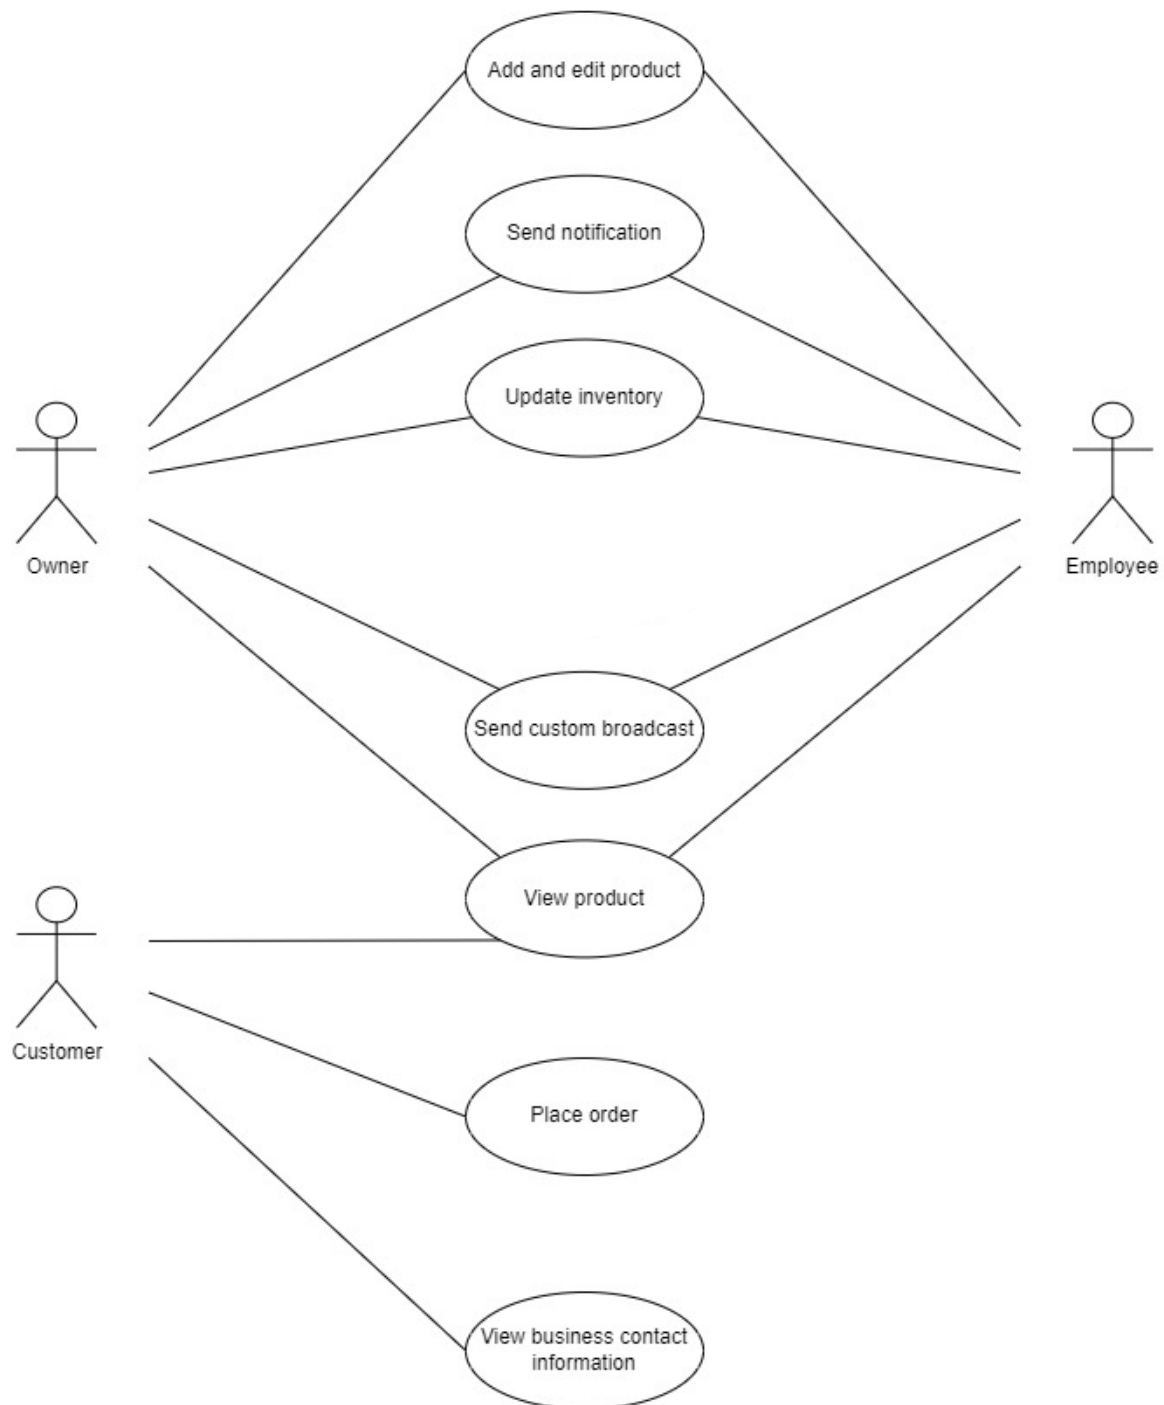 Add and edit product
Send notification
Update inventory
Owner
Employee
Send custom broadcast
View product
Customer
Place order
View business contact
information